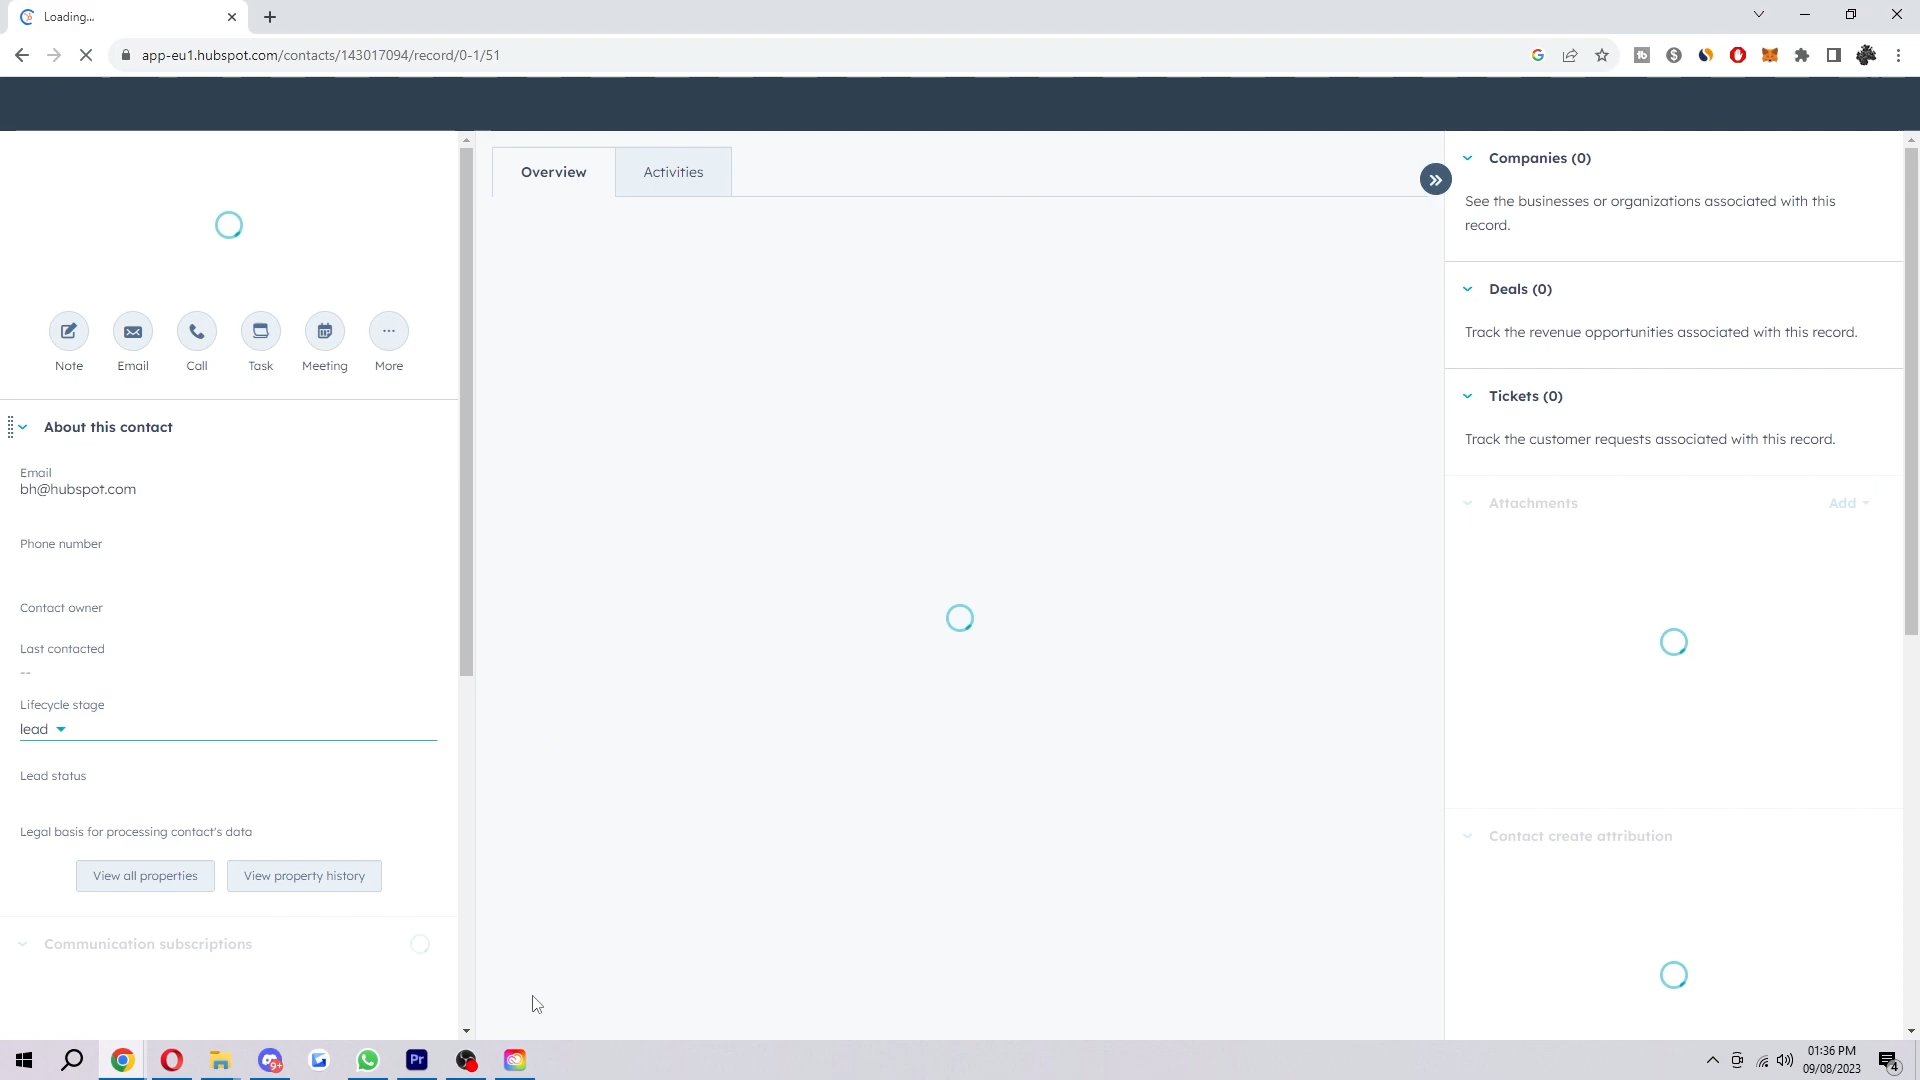 Loading...
app-eu1.hubspot.com/contacts/143017094/record/0-1/51
Note
Email
Call
Task
Meeting
More
About this contact
Email
bh@hubspot.com
Phone number
Contact owner
Last contacted
--
Lifecycle stage
lead
Lead status
Legal basis for processing contact's data
View all properties
View property history
Communication subscriptions
Overview
Activities
Companies (0)
See the businesses or organizations associated with this
record.
Deals (0)
Track the revenue opportunities associated with this record.
Tickets (0)
Track the customer requests associated with this record.
Attachments
Add
Contact create attribution
9+
Pr
01:36 PM
09/08/2023
4